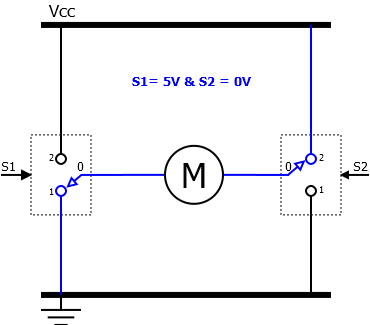 Vcc
S1= 5V & S2 = 0V
2
0
S1
1
M
2
0
S2
1